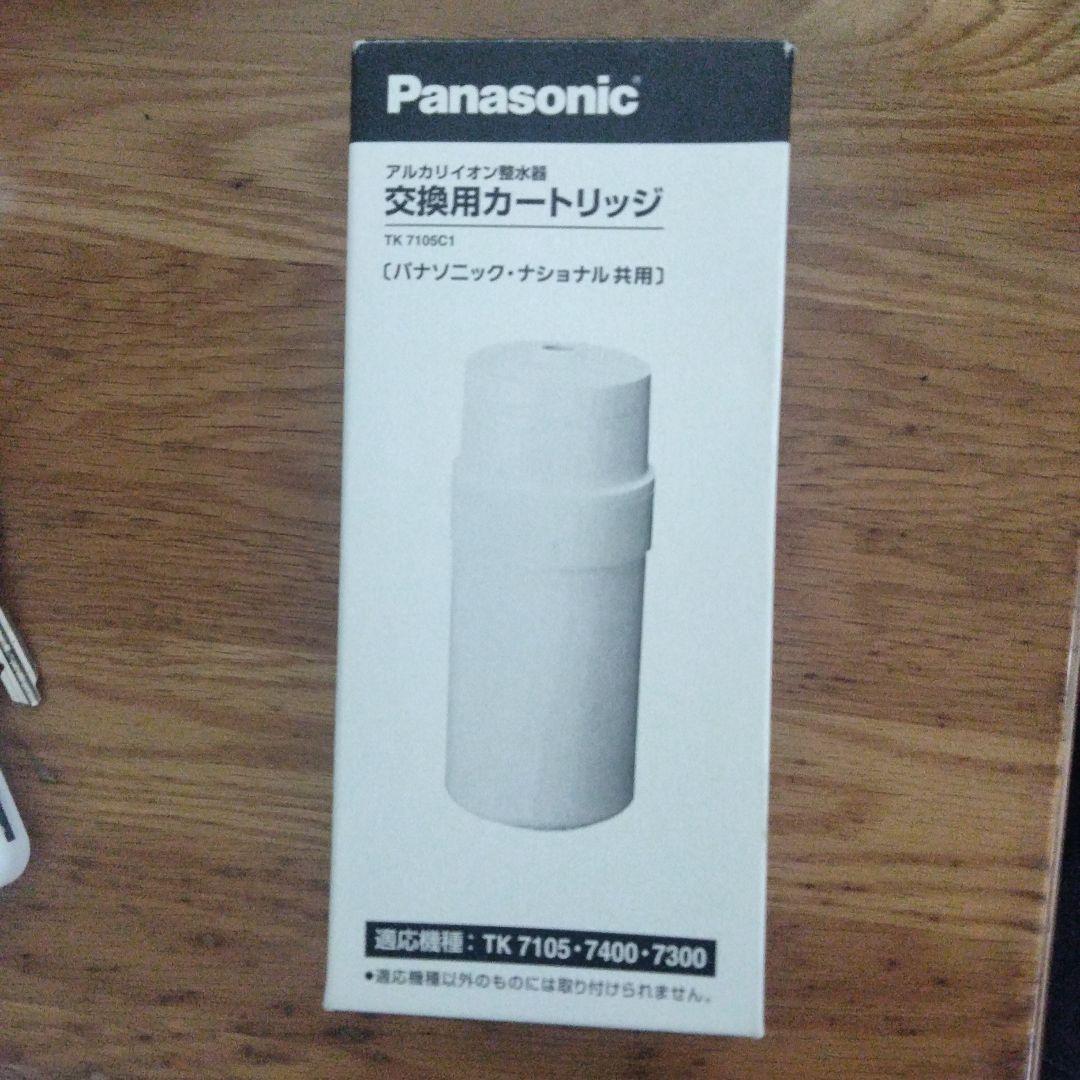 Panasonic
アルカリイオン整水器
交換用カートリッジ
TK 7105C1
〔パナソニック・ナショナル共用〕
適応機種：TK 7105・7400・7300
●適応機種以外のものには取り付けられません。